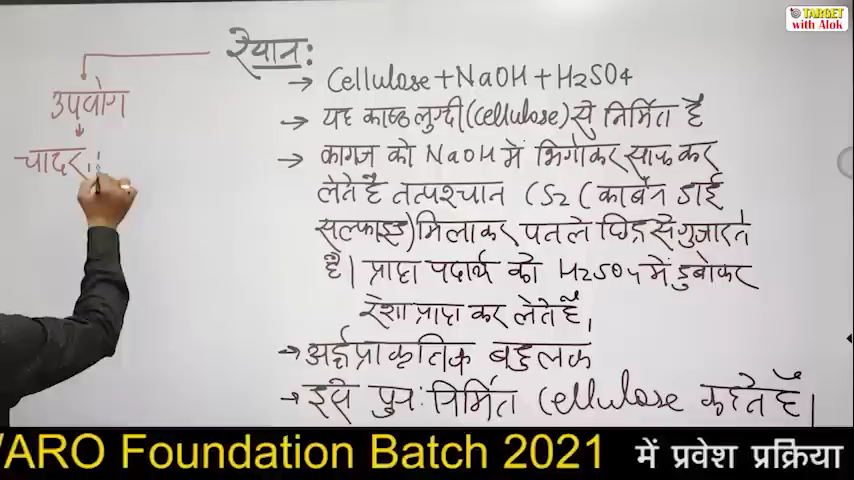 TARGET
with Alok
रेयान:
→ Cellulose+NaOH+H2SO4
→ यह काष्ठ लुग्दी(Cellulose) से निर्मित है
→ कागज को NaOH में भिगोकर साफ कर
लेते है तत्पश्चान CS2 (कार्बन डाई
सल्फाइड) मिलाकर पतले छिद्र से गुजारते
है। प्राप्त पदार्थ को H2SO4 में डुबोकर
रेशा प्राप्त कर लेते हैं।
→ अर्द्धप्राकृतिक बहुलक
→ इसे पुन: निर्मित Cellulose कहते हैं।
उपयोग
चादर,
/ARO Foundation Batch 2021 में प्रवेश प्रक्रिया